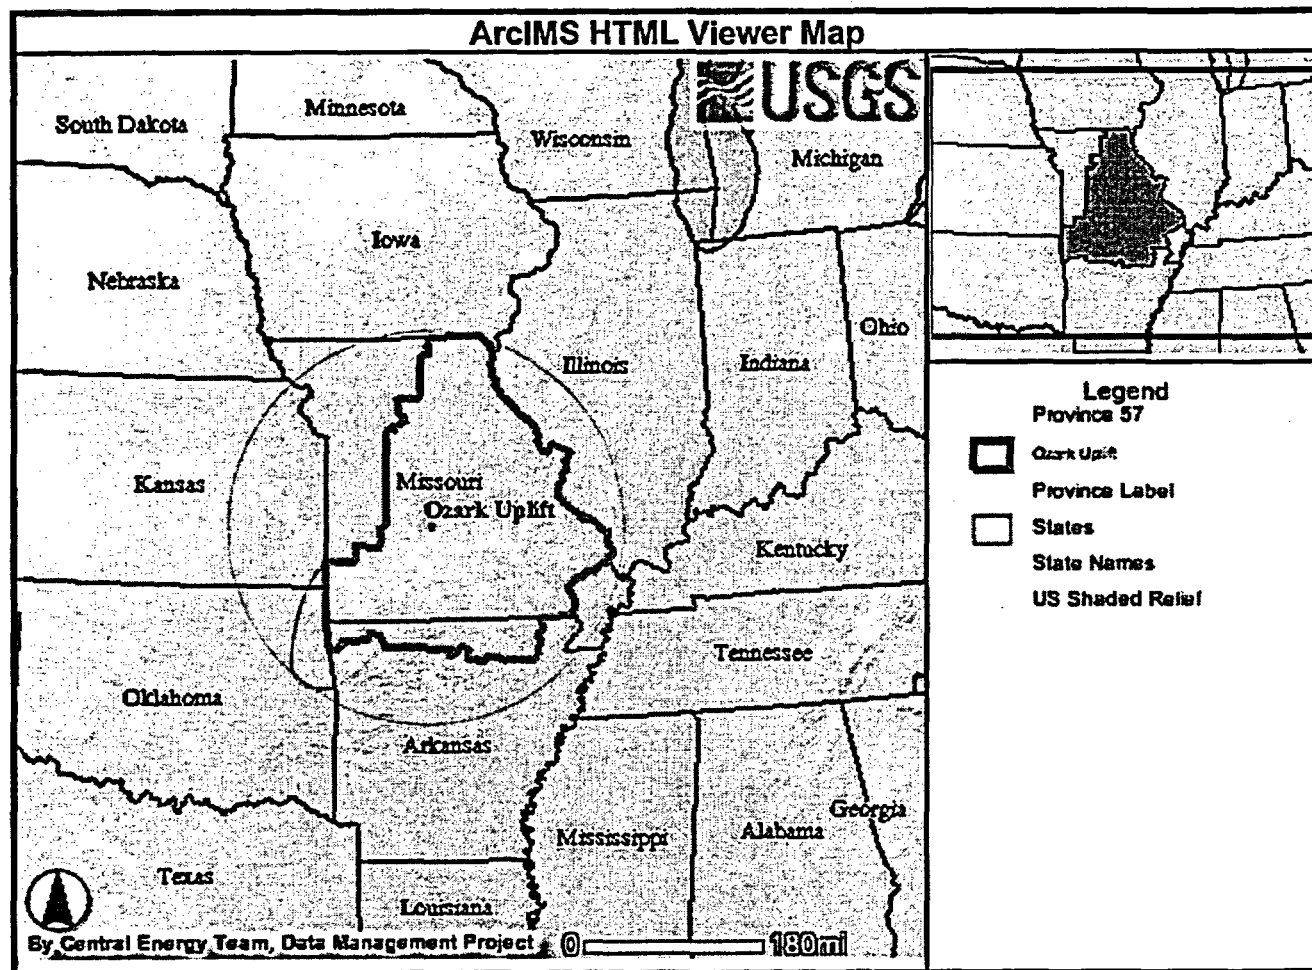 ArcIMS HTML Viewer Map
USGS
South Dakota
Minnesota
Wisconsin
Michigan
Iowa
Nebraska
Ohio
Illinois
Indiana
Kansas
Missouri
Ozark Uplift
Kentucky
Tennessee
Oklahoma
Arkansas
Georgia
Mississippi
Alabama
Texas
Louisiana
By Central Energy Team, Data Management Project
0 180mi
Legend
Province 57
Ozark Uplift
Province Label
States
State Names
US Shaded Relief